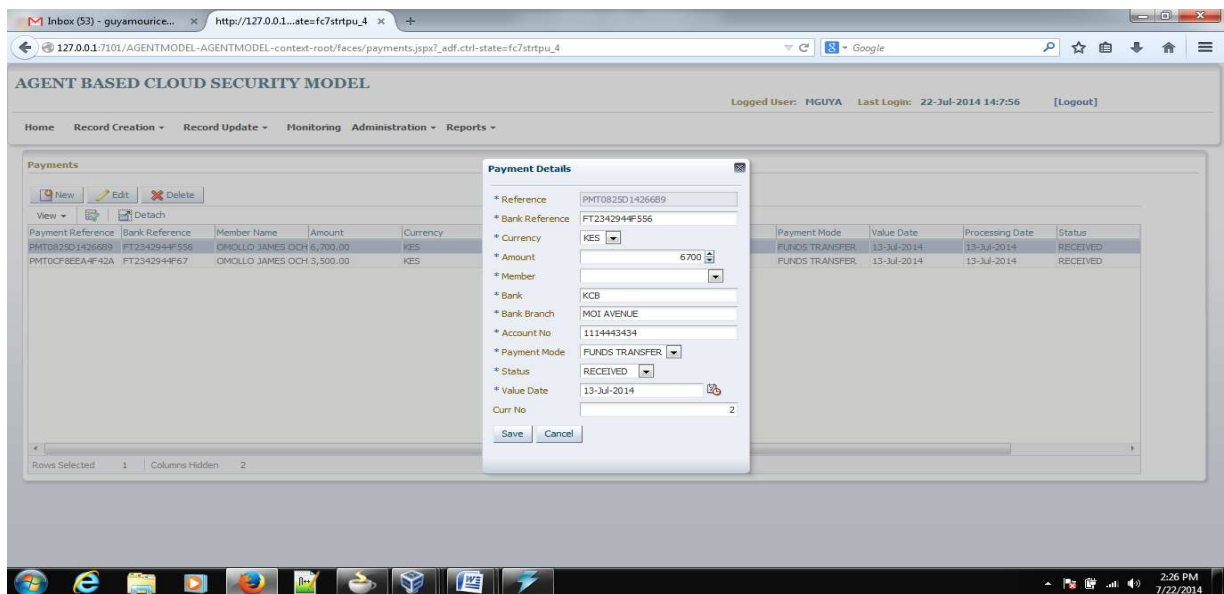 Inbox (53) - guyamourice... × http://127.0.0.1...ate=fc7strtpu_4 × +
127.0.0.1:7101/AGENTMODEL-AGENTMODEL-context-root/faces/payments.jspx?_adf.ctrl-state=fc7strtpu_4 Google
AGENT BASED CLOUD SECURITY MODEL
Logged User: MGUYA Last Login: 22-Jul-2014 14:7:56 [Logout]
Home Record Creation Record Update Monitoring Administration Reports
Payments
New Edit Delete
View Detach
Payment Reference Bank Reference Member Name Amount Currency Payment Mode Value Date Processing Date Status
PMT0825D1426689 FT2342944F556 OMOLLO JAMES OCH 6,700.00 KES FUNDS TRANSFER 13-Jul-2014 13-Jul-2014 RECEIVED
PMT0CF8EEA4F42A FT2342944F67 OMOLLO JAMES OCH 3,500.00 KES FUNDS TRANSFER 13-Jul-2014 13-Jul-2014 RECEIVED
Rows Selected 1 Columns Hidden 2
Payment Details
* Reference PMT0825D1426689
* Bank Reference FT2342944F556
* Currency KES
* Amount 6700
* Member
* Bank KCB
* Bank Branch MOI AVENUE
* Account No 1114443434
* Payment Mode FUNDS TRANSFER
* Status RECEIVED
* Value Date 13-Jul-2014
Curr No 2
Save Cancel
2:26 PM
7/22/2014